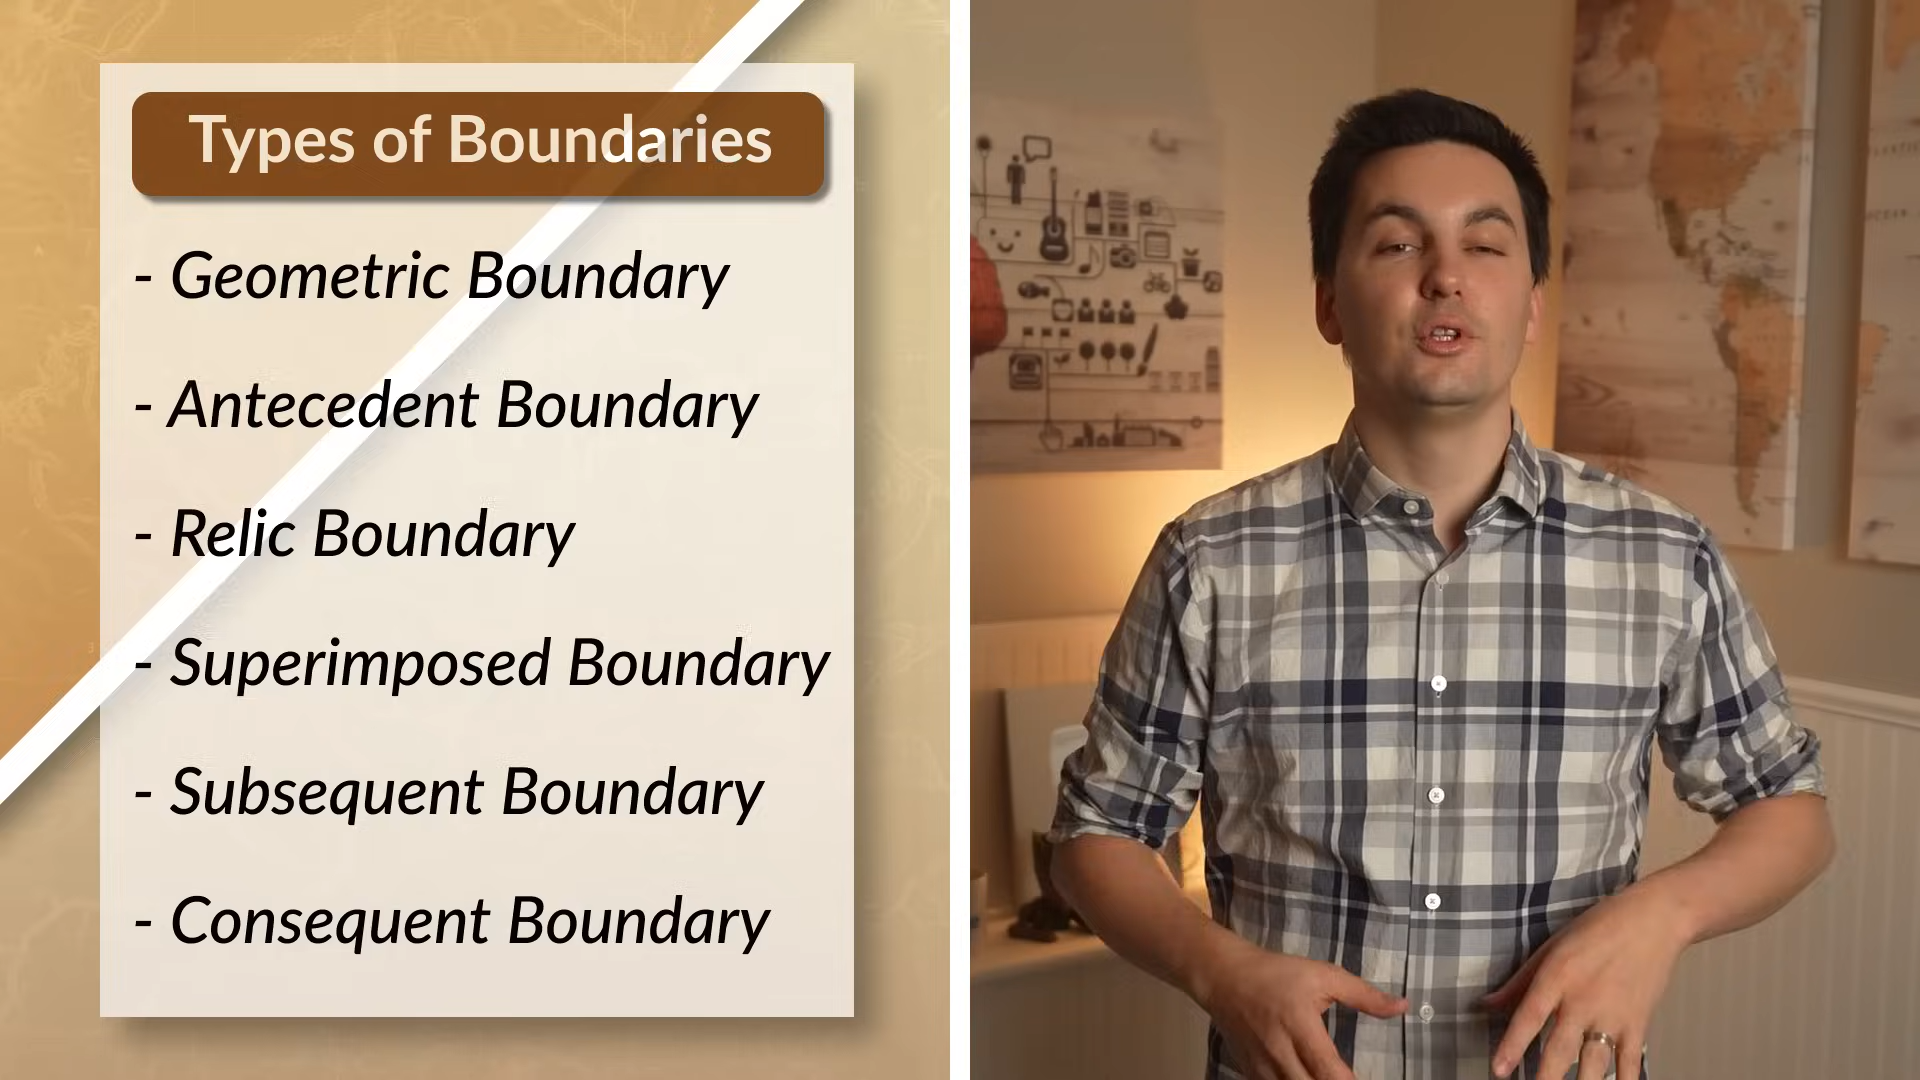 Types of Boundaries
- Geometric Boundary
- Antecedent Boundary
- Relic Boundary
- Superimposed Boundary
- Subsequent Boundary
- Consequent Boundary